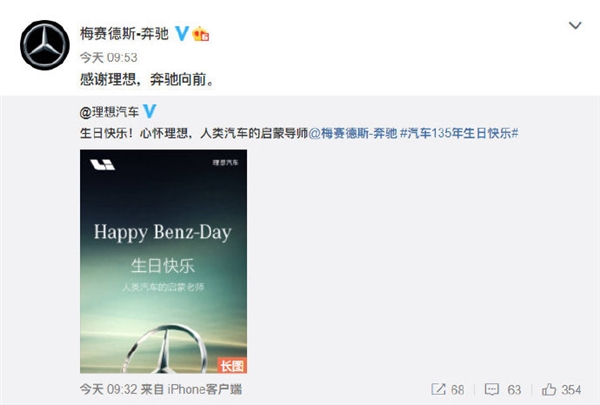 梅赛德斯-奔驰
今天 09:53
感谢理想，奔驰向前。
@理想汽车
生日快乐！心怀理想，人类汽车的启蒙导师@梅赛德斯-奔驰 #汽车135年生日快乐#
理想汽车
Happy Benz-Day
生日快乐
人类汽车的启蒙老师
长图
今天 09:32 来自 iPhone客户端
68
63
354